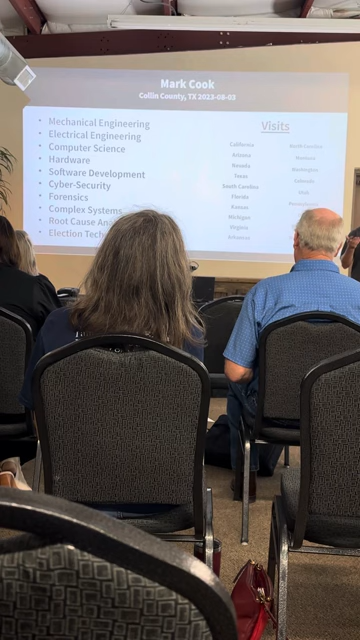 Mark Cook
Collin County, TX 2023-08-03
• Mechanical Engineering
• Electrical Engineering
• Computer Science
• Hardware
• Software Development
• Cyber-Security
• Forensics
• Complex Systems
• Root Cause
• Election
Visits
California
Arizona
Nevada
Texas
South Carolina
Florida
Kansas
Michigan
Virginia
Arkansas
North Carolina
Montana
Washington
Colorado
Utah
Pennsylvania